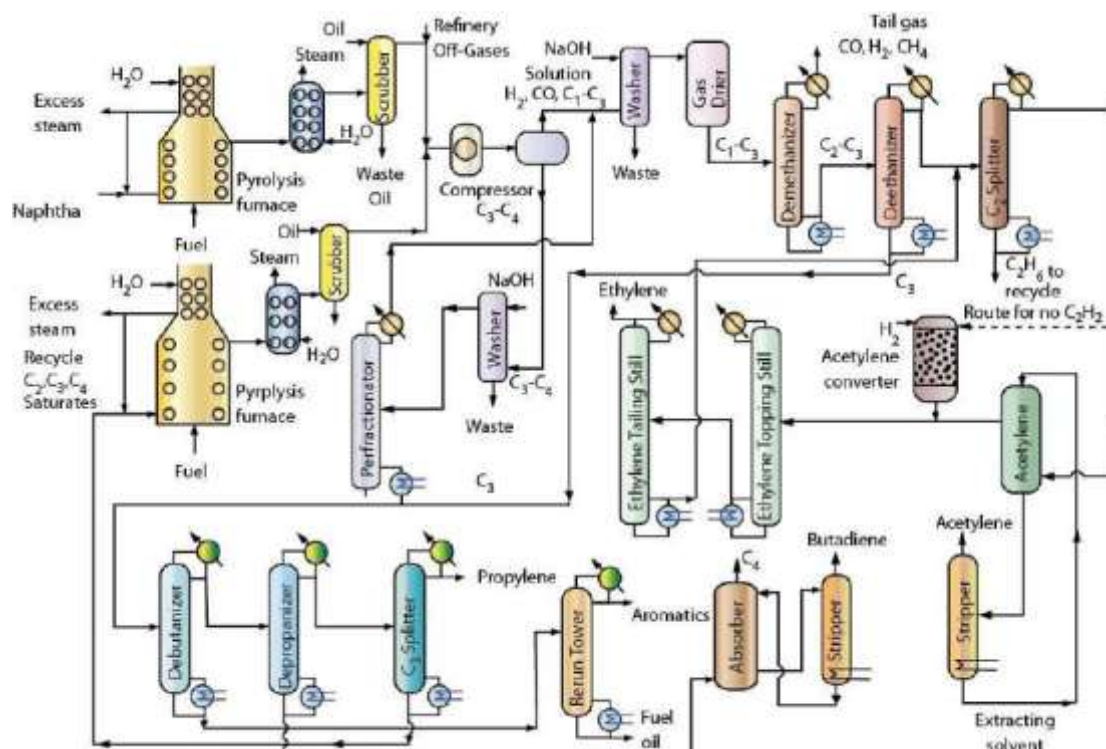 Oil
Steam
H₂O
Scrubber
Refinery
Off-Gases
NaOH
Solution
H₂, CO, C₁-C₃
Washer
Gas
Drier
Tail gas
CO, H₂, CH₄
Excess
steam
H₂O
Waste
Oil
Compressor
C₃-C₄
Waste
C₁-C₃
Demethanizer
C₂-C₃
Deethanizer
C₂ Splitter
Naphtha
Pyrolysis
furnace
Fuel
Oil
Steam
Scrubber
H₂O
Excess
steam
Recycle
C₂,C₃,C₄
Saturates
H₂O
Pyrplysis
furnace
Fuel
NaOH
Washer
C₃-C₄
Waste
Perfractionator
C₃
M
Ethylene
Ethylene Tailing Still
M
M
Ethylene Topping Still
M
M
M
C₃
C₂H₆ to
recycle
Route for no C₂H₂
H₂
Acetylene
converter
Acetylene
Debutanizer
M
Depropanizer
M
C₃ Splitter
M
Propylene
Rerun Tower
M
Aromatics
Fuel
oil
C₄
Absorber
Butadiene
M Stripper
Acetylene
M Stripper
Extracting
solvent